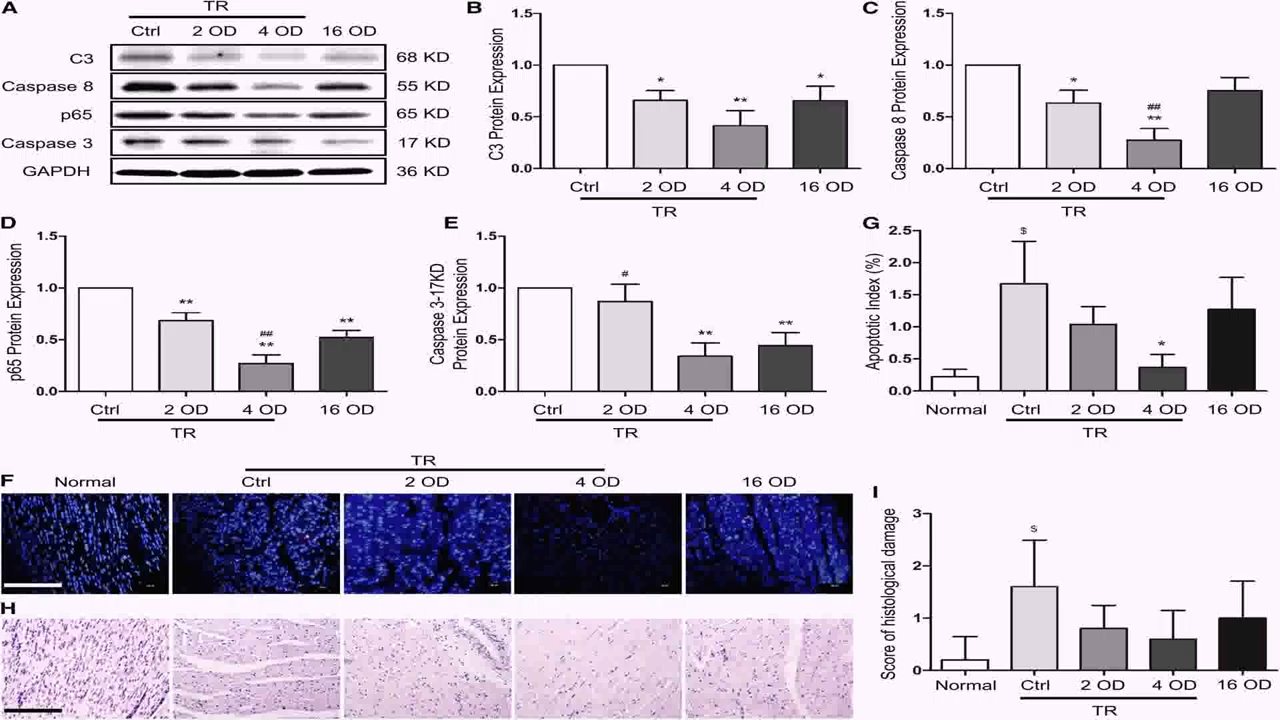 A
TR
Ctrl 2 OD 4 OD 16 OD
C3 68 KD
Caspase 8 55 KD
p65 65 KD
Caspase 3 17 KD
GAPDH 36 KD
B
C3 Protein Expression
1.5
1.0
0.5
0.0
* ** *
Ctrl 2 OD 4 OD 16 OD
TR
C
Caspase 8 Protein Expression
1.5
1.0
0.5
0.0
*
##
**
Ctrl 2 OD 4 OD 16 OD
TR
D
p65 Protein Expression
1.5
1.0
0.5
0.0
**
##
**
**
Ctrl 2 OD 4 OD 16 OD
TR
E
Caspase 3-17KD
Protein Expression
1.5
1.0
0.5
0.0
#
** **
Ctrl 2 OD 4 OD 16 OD
TR
G
Apoptotic Index (%)
2.5
2.0
1.5
1.0
0.5
0.0
$
*
Normal Ctrl 2 OD 4 OD 16 OD
TR
F
TR
Normal Ctrl 2 OD 4 OD 16 OD
H
I
Score of histological damage
3
2
1
0
$
Normal Ctrl 2 OD 4 OD 16 OD
TR